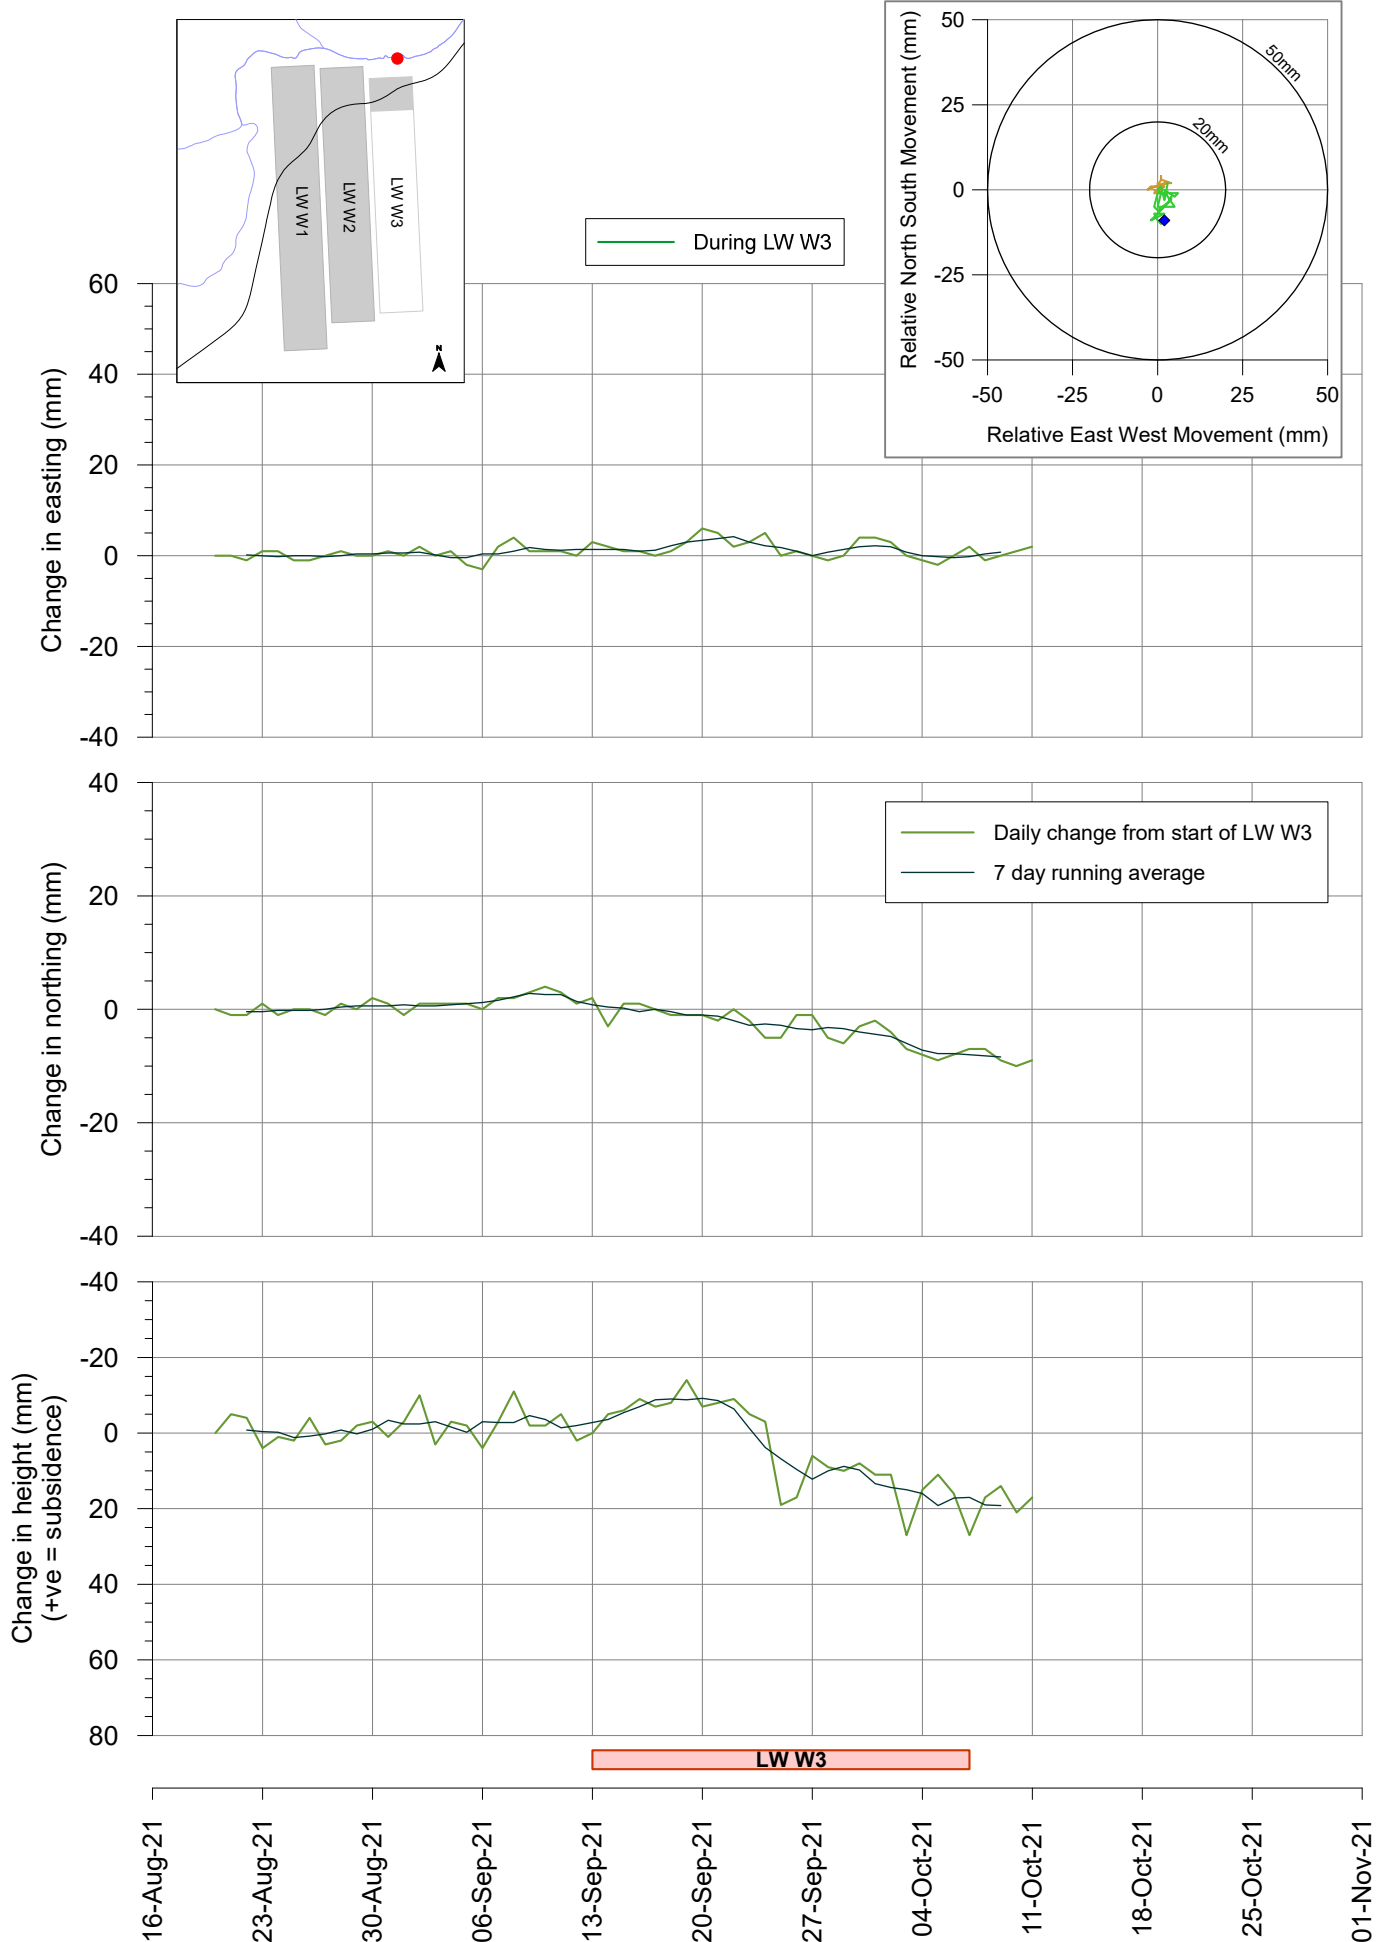 LW W1
LW W2
LW W3
N
During LW W3
Relative North South Movement (mm)
50
25
0
-25
-50
50mm
20mm
-50
-25
0
25
50
Relative East West Movement (mm)
Change in easting (mm)
60
40
20
0
-20
-40
Change in northing (mm)
40
20
0
-20
-40
Daily change from start of LW W3
7 day running average
Change in height (mm)
(+ve = subsidence)
-40
-20
0
20
40
60
80
LW W3
16-Aug-21
23-Aug-21
30-Aug-21
06-Sep-21
13-Sep-21
20-Sep-21
27-Sep-21
04-Oct-21
11-Oct-21
18-Oct-21
25-Oct-21
01-Nov-21